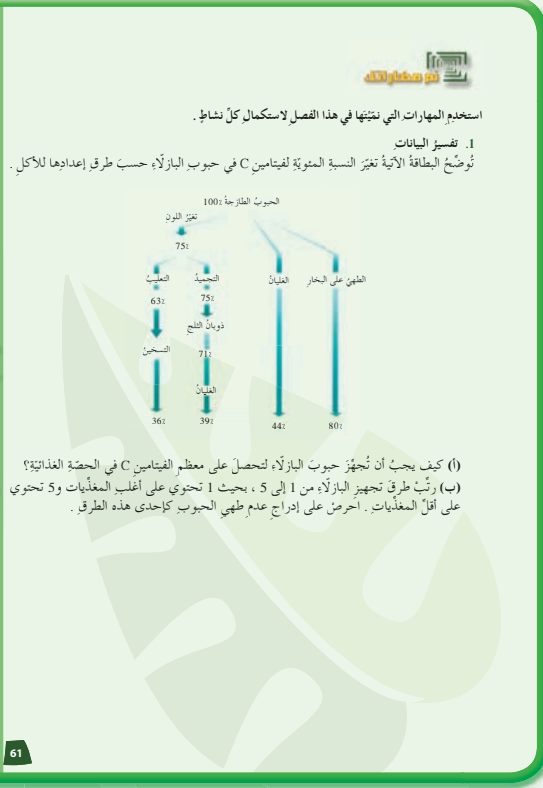 نمِّ مهاراتك
استخدِمِ المهاراتِ التي نمّيْتَها في هذا الفصلِ لاستكمالِ كلِّ نشاطٍ .
1. تفسيرُ البياناتِ
تُوضِّحُ البطاقةُ الآتيةُ تغيّرَ النسبةِ المئويّةِ لفيتامينِ C في حبوبِ البازلّاءِ حسبَ طرقِ إعدادِها للأكلِ .
الحبوبُ الطازجةُ 100٪
تغيّرُ اللونِ
75٪
الطهيُ على البخارِ
الغليانُ
التجميدُ
التعليبُ
75٪
63٪
ذوبانُ الثلجِ
التسخينُ
71٪
الغليانُ
80٪
44٪
39٪
36٪
(أ) كيف يجبُ أن تُجهِّزَ حبوبَ البازلّاءِ لتحصلَ على معظمِ الفيتامينِ C في الحصّةِ الغذائيّةِ؟
(ب) رتِّبْ طرقَ تجهيزِ البازلّاءِ من 1 إلى 5 ، بحيث 1 تحتوي على أغلبِ المغذّيات و5 تحتوي
على أقلِّ المغذّياتِ . احرصْ على إدراجِ عدمِ طهيِ الحبوبِ كإحدى هذه الطرقِ .
61